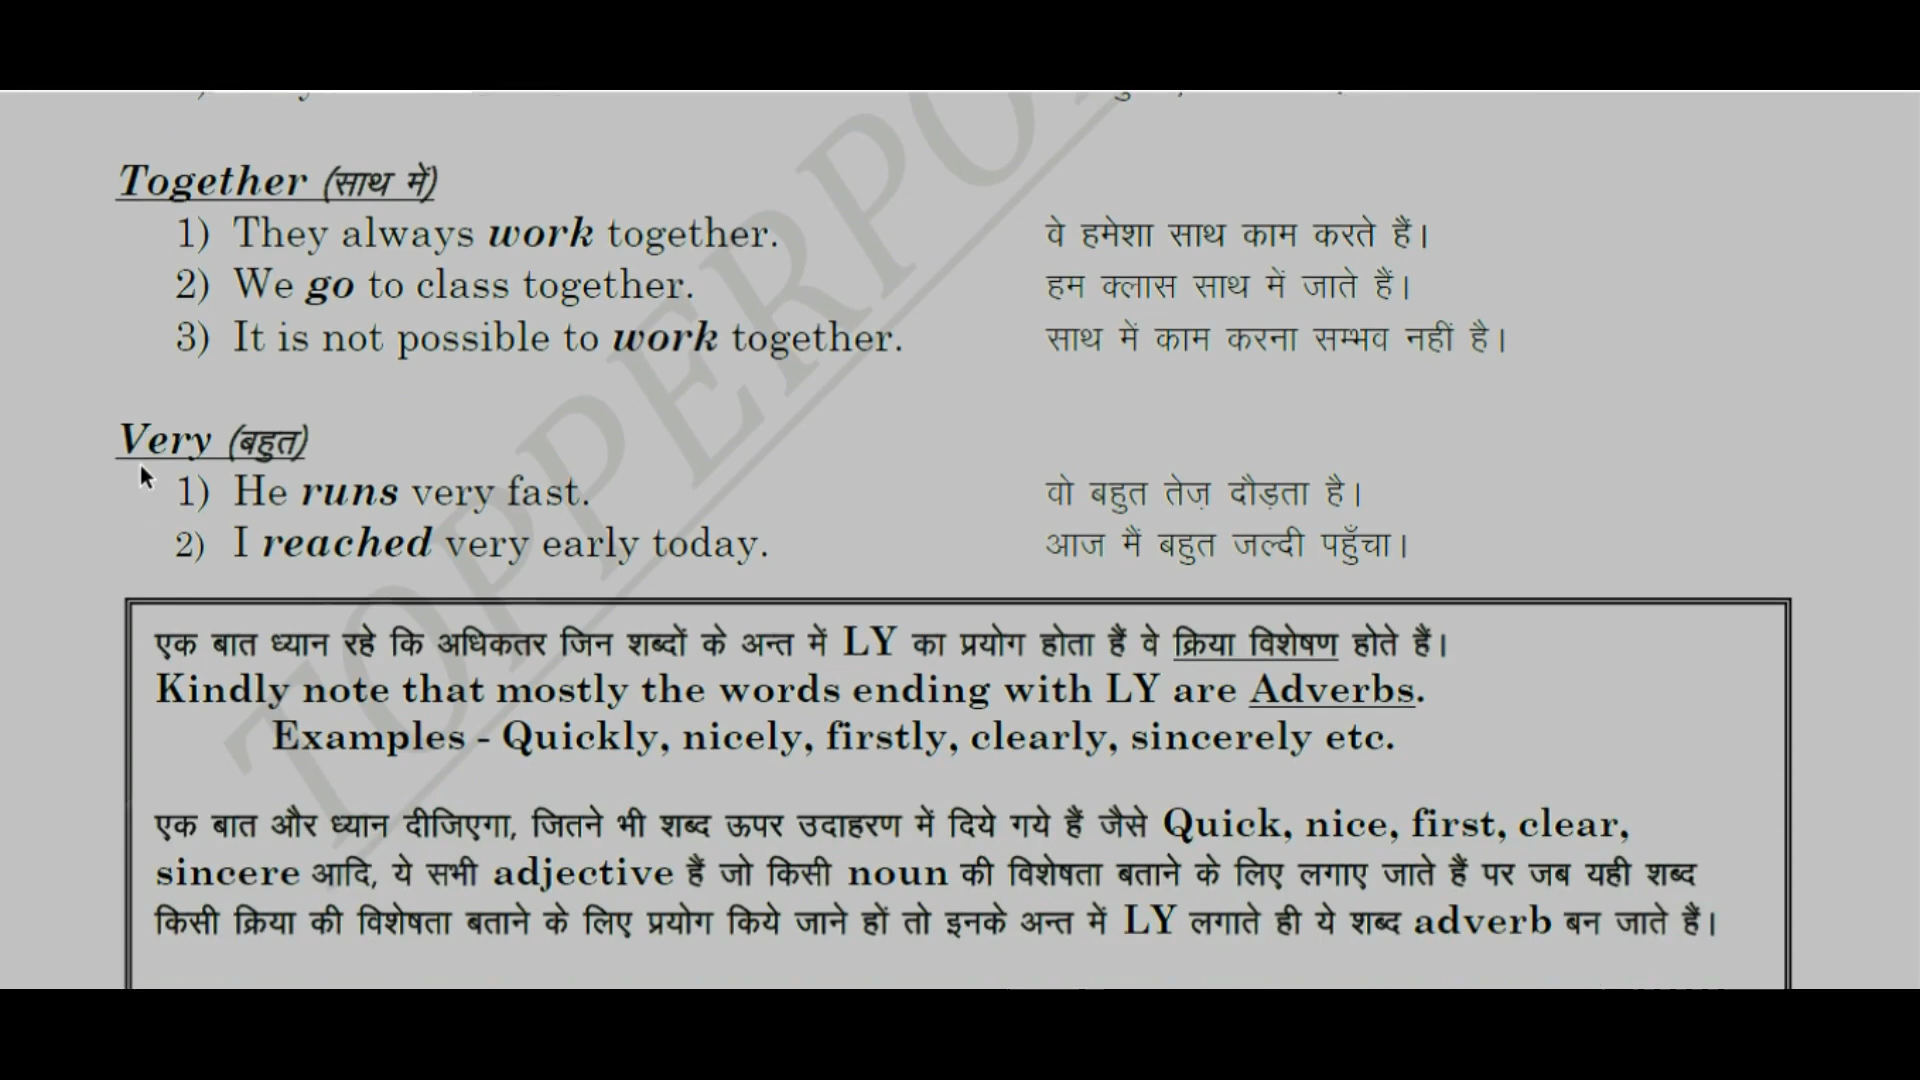 Together (साथ में)
1) They always work together. वे हमेशा साथ काम करते हैं।
2) We go to class together. हम क्लास साथ में जाते हैं।
3) It is not possible to work together. साथ में काम करना सम्भव नहीं है।
Very (बहुत)
1) He runs very fast. वो बहुत तेज़ दौड़ता है।
2) I reached very early today. आज मैं बहुत जल्दी पहुँचा।
एक बात ध्यान रहे कि अधिकतर जिन शब्दों के अन्त में LY का प्रयोग होता हैं वे क्रिया विशेषण होते हैं।
Kindly note that mostly the words ending with LY are Adverbs.
Examples - Quickly, nicely, firstly, clearly, sincerely etc.
एक बात और ध्यान दीजिएगा, जितने भी शब्द ऊपर उदाहरण में दिये गये हैं जैसे Quick, nice, first, clear,
sincere आदि, ये सभी adjective हैं जो किसी noun की विशेषता बताने के लिए लगाए जाते हैं पर जब यही शब्द
किसी क्रिया की विशेषता बताने के लिए प्रयोग किये जाने हों तो इनके अन्त में LY लगाते ही ये शब्द adverb बन जाते हैं।